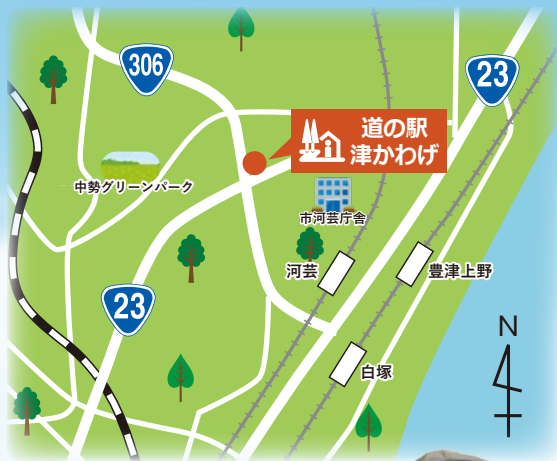 306
23
道の駅
津かわげ
中勢グリーンパーク
市河芸庁舎
河芸
豊津上野
23
N
白塚